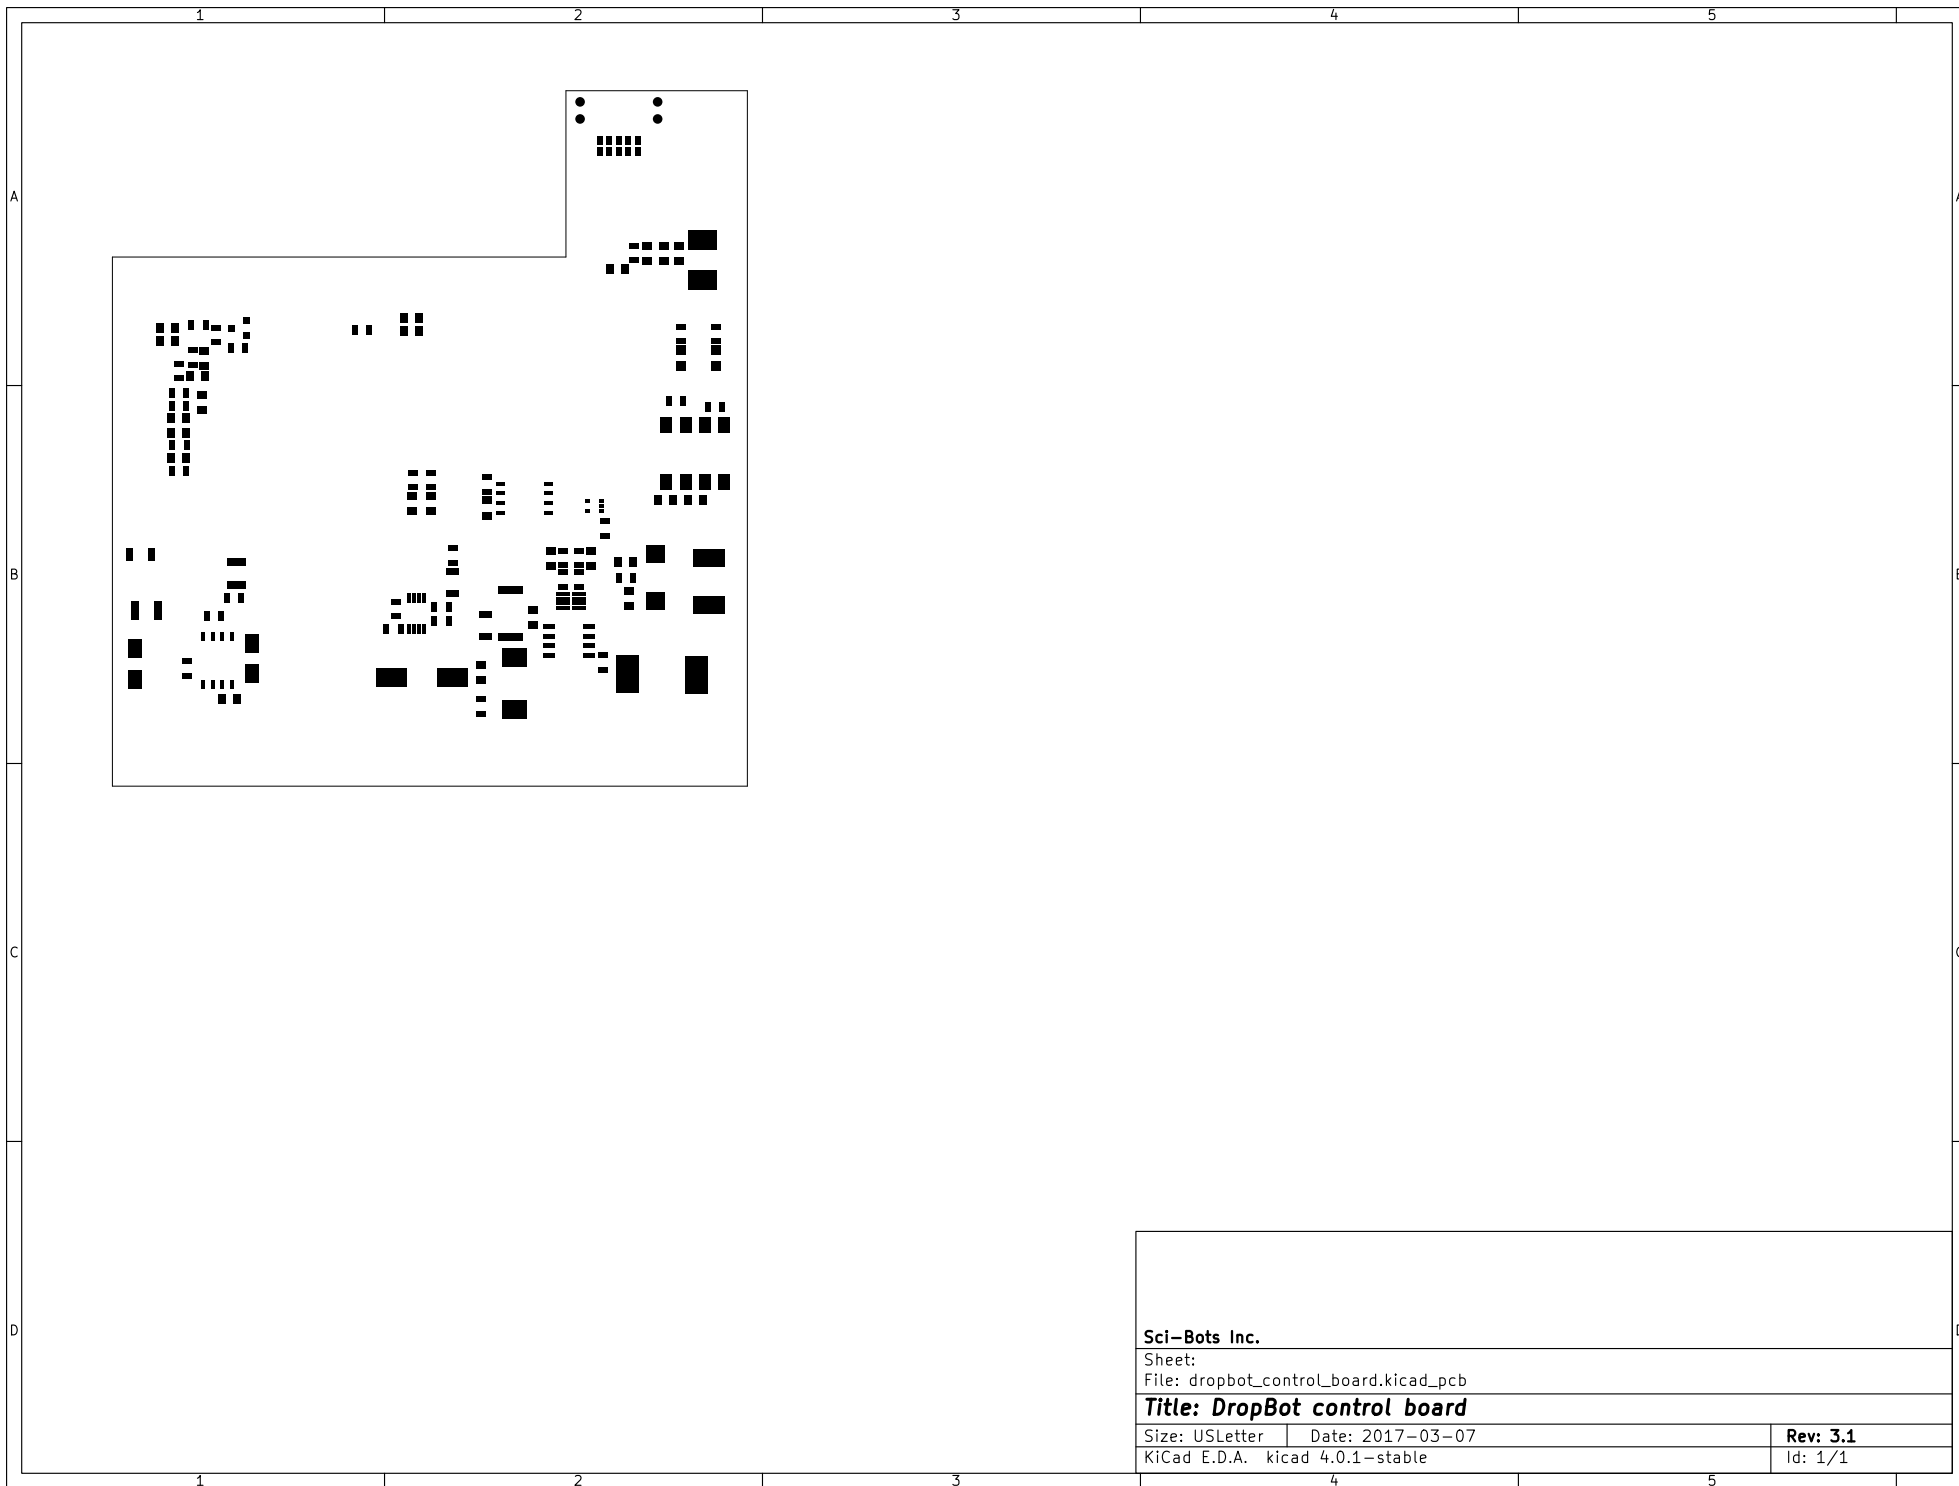 1 2 3 4 5
A A
B
C
D
Sci-Bots Inc.
Sheet:
File: dropbot_control_board.kicad_pcb
Title: DropBot control board
Size: USLetter Date: 2017-03-07 Rev: 3.1
KiCad E.D.A. kicad 4.0.1-stable Id: 1/1
1 2 3 4 5